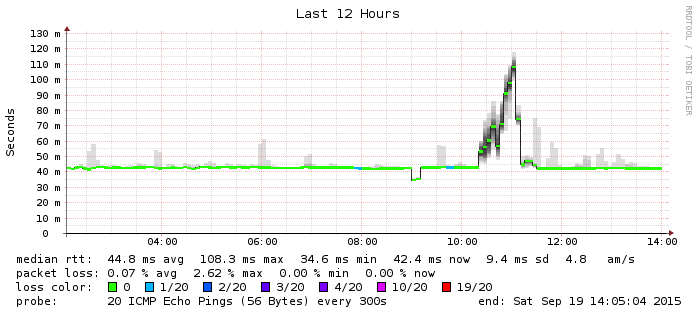 Last 12 Hours
RRDTOOL / TOBI OETIKER
Seconds
130 m
120 m
110 m
100 m
90 m
80 m
70 m
60 m
50 m
40 m
30 m
20 m
10 m
0
04:00 06:00 08:00 10:00 12:00 14:00
median rtt: 44.8 ms avg 108.3 ms max 34.6 ms min 42.4 ms now 9.4 ms sd 4.8 am/s
packet loss: 0.07 % avg 2.62 % max 0.00 % min 0.00 % now
loss color: 0 1/20 2/20 3/20 4/20 10/20 19/20
probe: 20 ICMP Echo Pings (56 Bytes) every 300s end: Sat Sep 19 14:05:04 2015